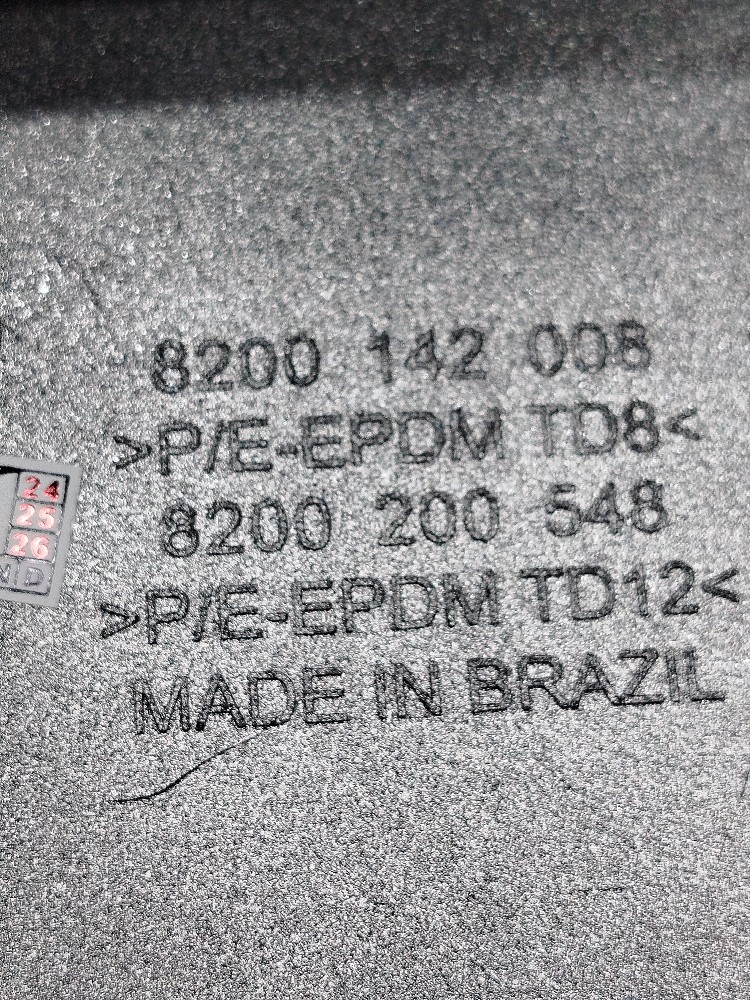 8200 142 008
>P/E-EPDM TD8<
24
25
8200 200 548
26
N D
>P/E-EPDM TD12<
MADE IN BRAZIL